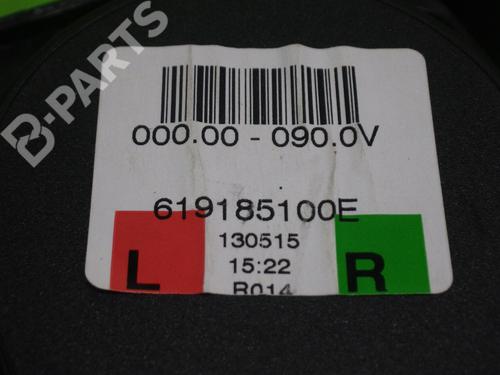 B-PARTS
000.00 - 090.0V
619185100E
130515
L
15:22
R
R014